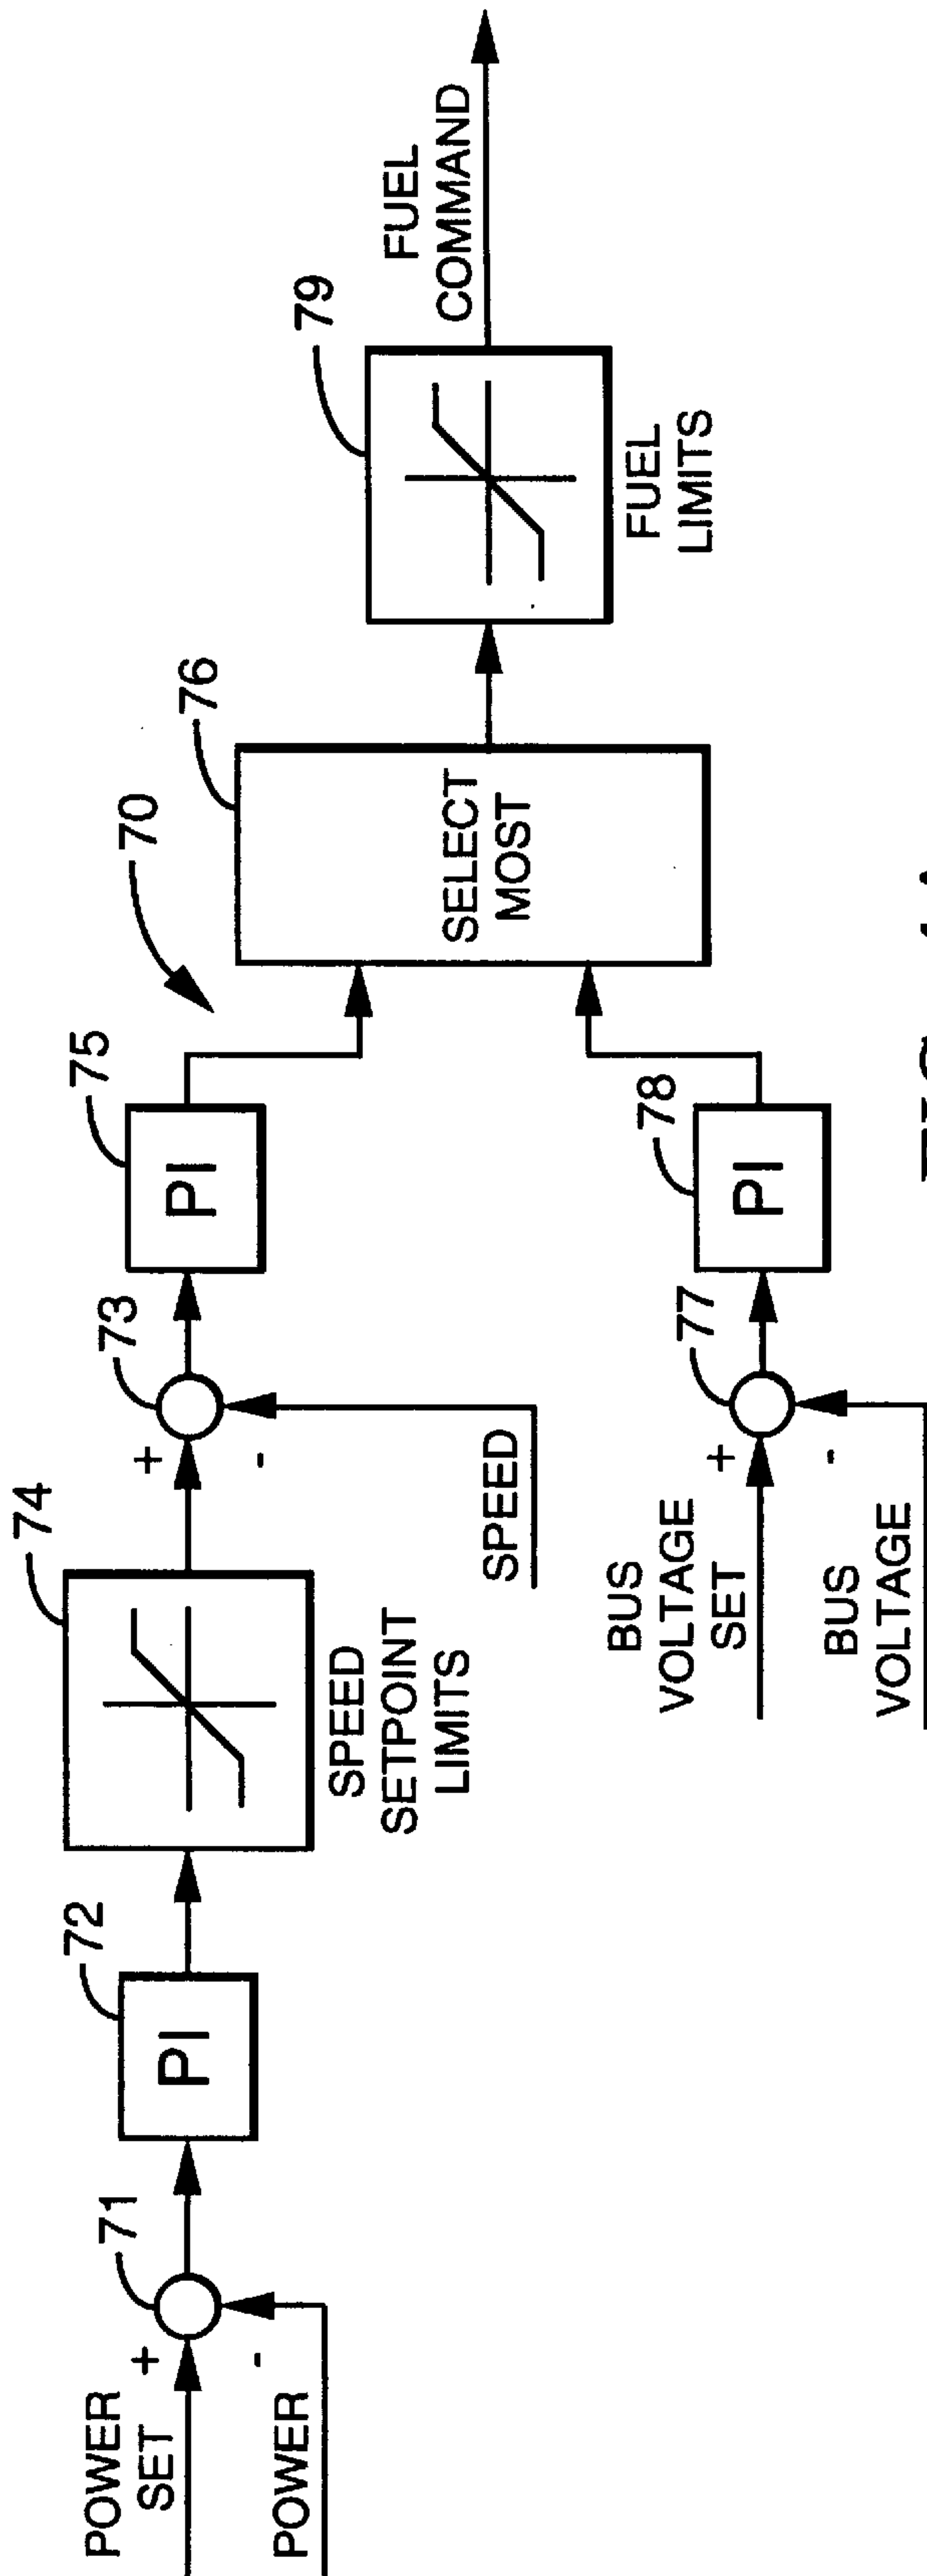 POWER
SET
+
-
POWER
71
72
PI
74
SPEED
SETPOINT
LIMITS
+
-
SPEED
73
75
PI
70
BUS
VOLTAGE
SET
+
-
BUS
VOLTAGE
77
78
PI
76
SELECT
MOST
79
FUEL
LIMITS
FUEL
COMMAND